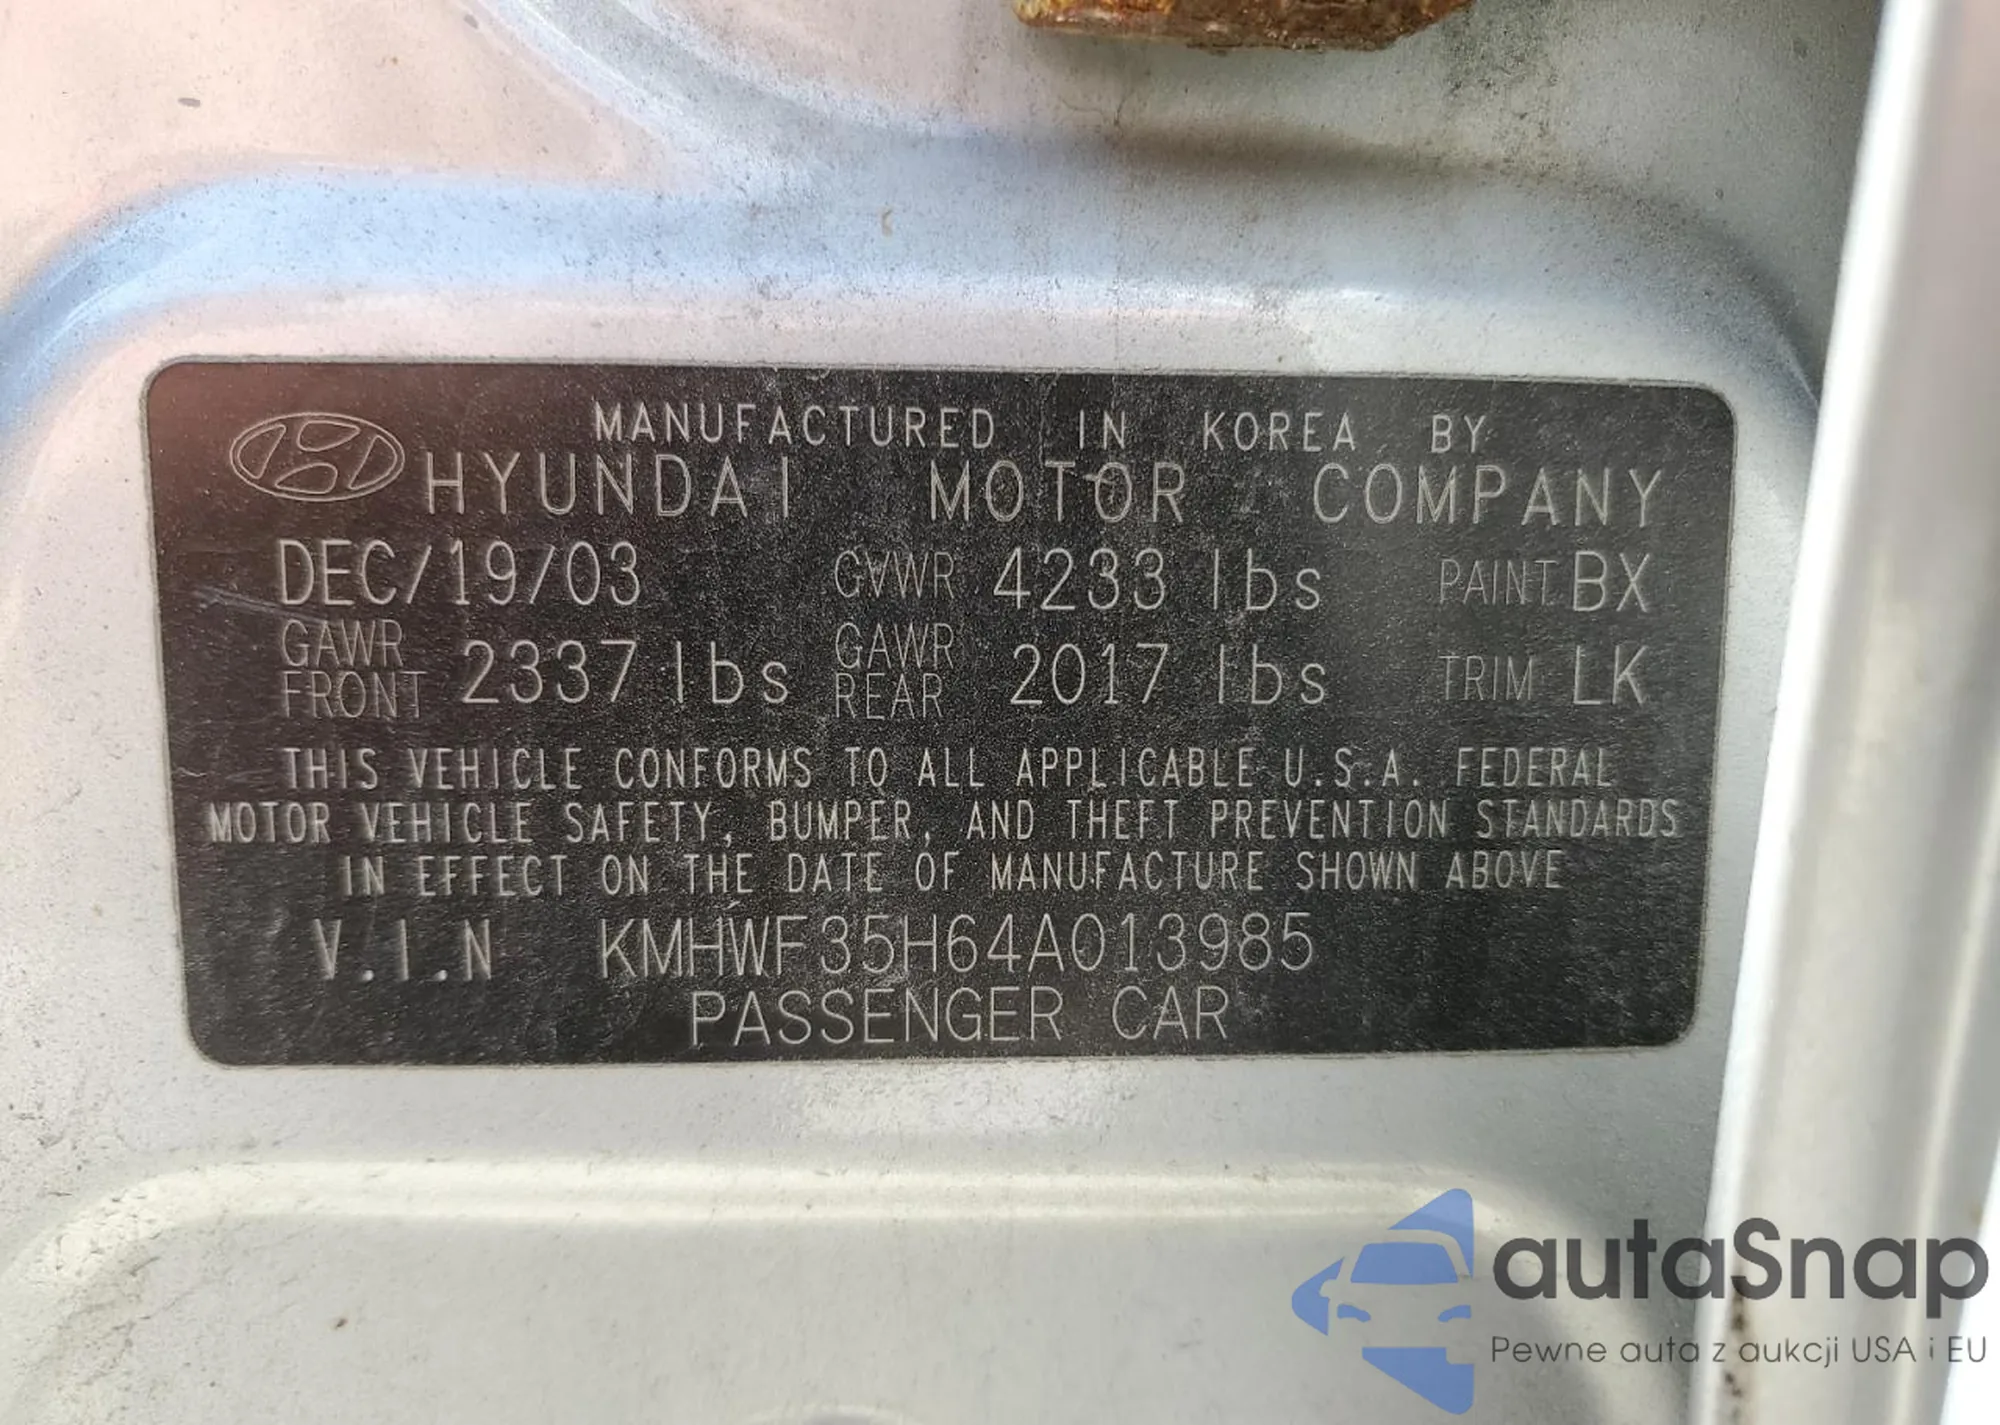 MANUFACTURED IN KOREA BY
HYUNDAI MOTOR COMPANY
DEC/19/03 GVWR 4233 lbs PAINT BX
GAWR FRONT 2337 lbs GAWR REAR 2017 lbs TRIM LK
THIS VEHICLE CONFORMS TO ALL APPLICABLE U.S.A. FEDERAL
MOTOR VEHICLE SAFETY, BUMPER, AND THEFT PREVENTION STANDARDS
IN EFFECT ON THE DATE OF MANUFACTURE SHOWN ABOVE
V.I.N KMHWF35H64A013985
PASSENGER CAR
autaSnap
Pewne auta z aukcji USA i EU